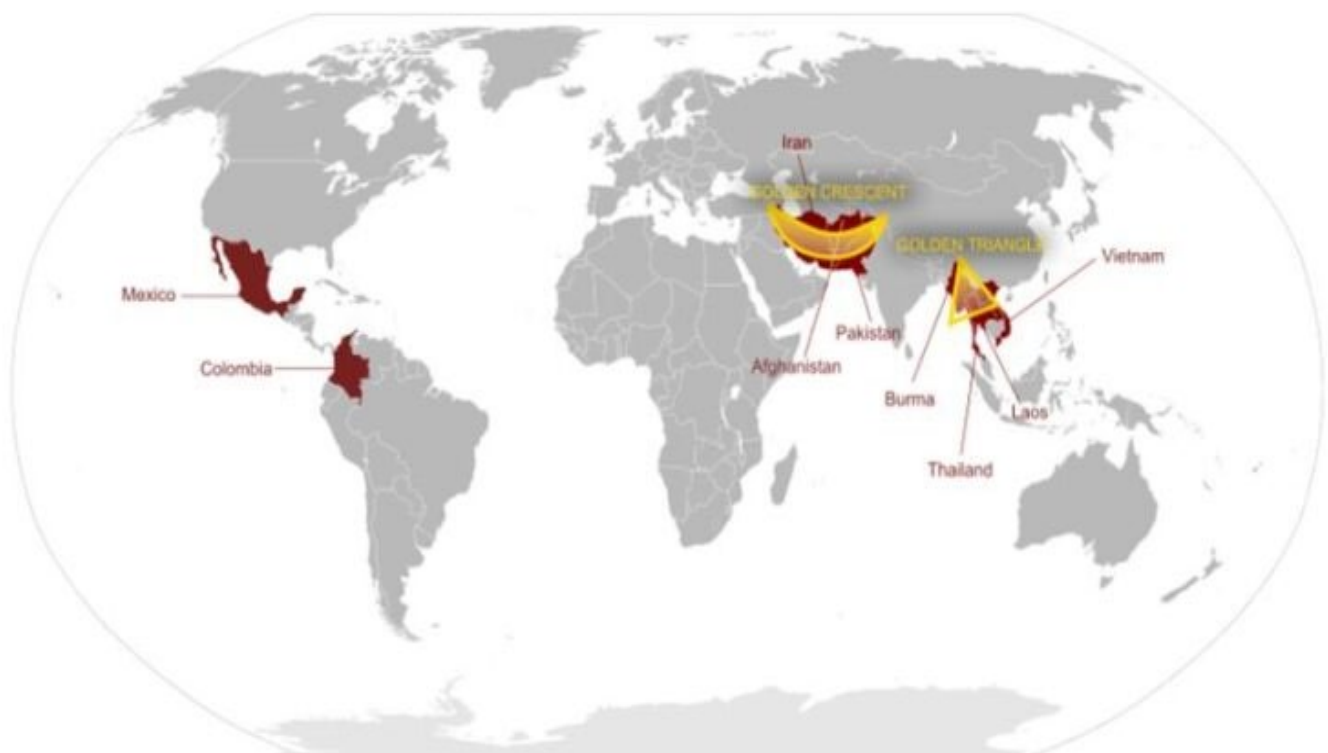 Iran
GOLDEN CRESCENT
GOLDEN TRIANGLE
Vietnam
Mexico
Pakistan
Colombia
Afghanistan
Burma
Laos
Thailand